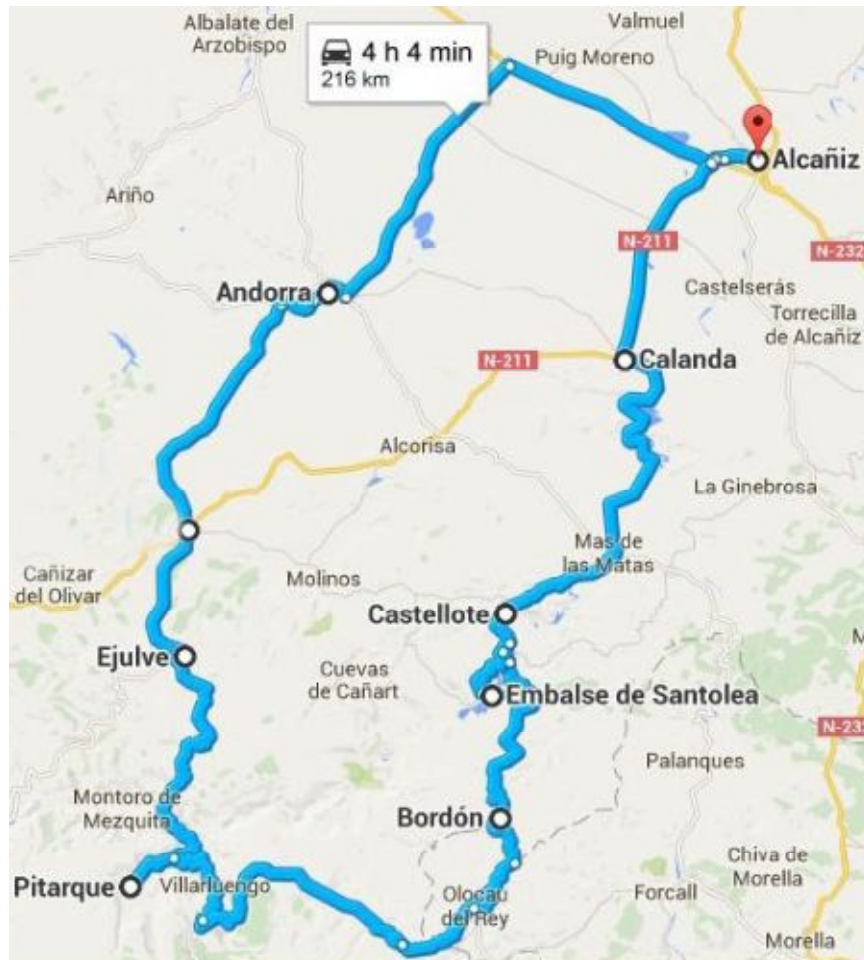 Albalate del
Arzobispo
Valmuel
4 h 4 min
216 km
Puig Moreno
Alcañiz
Ariño
N-211
N-232
Andorra
Castelserás
Torrecilla
de Alcañiz
N-211
Calanda
Alcorisa
La Ginebrosa
Mas de
las Matas
Cañizar
del Olivar
Molinos
Castellote
Ejulve
Cuevas
de Cañart
M
Embalse de Santolea
N-232
Palanques
Montoro de
Mezquita
Bordón
Chiva de
Morella
Pitarque
Villarluengo
Olocau
del Rey
Forcall
Morella